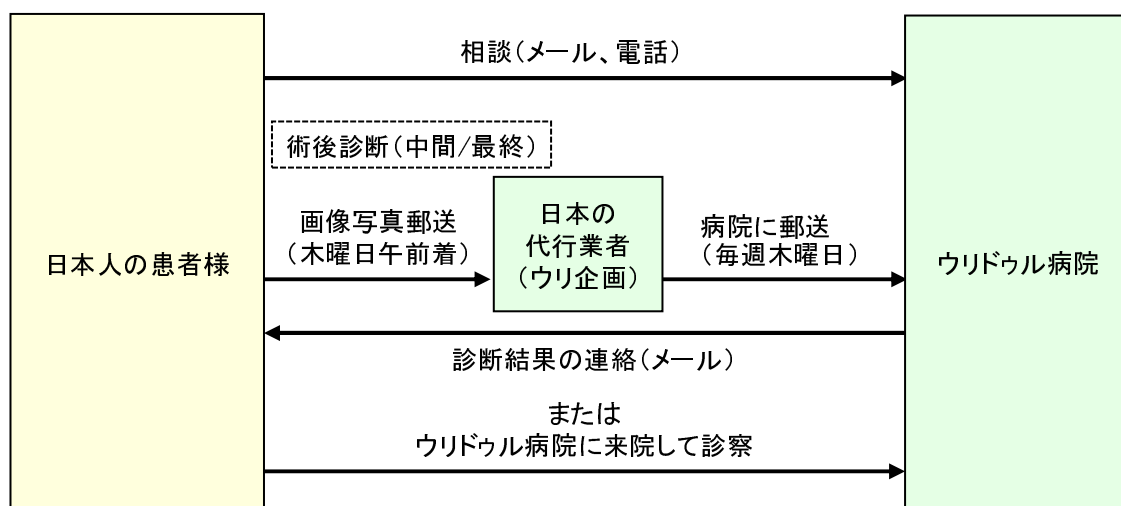 相談（メール、電話）
術後診断（中間/最終）
画像写真郵送
（木曜日午前着）
日本の
代行業者
（ウリ企画）
病院に郵送
（毎週木曜日）
日本人の患者様
ウリドゥル病院
診断結果の連絡（メール）
または
ウリドゥル病院に来院して診察